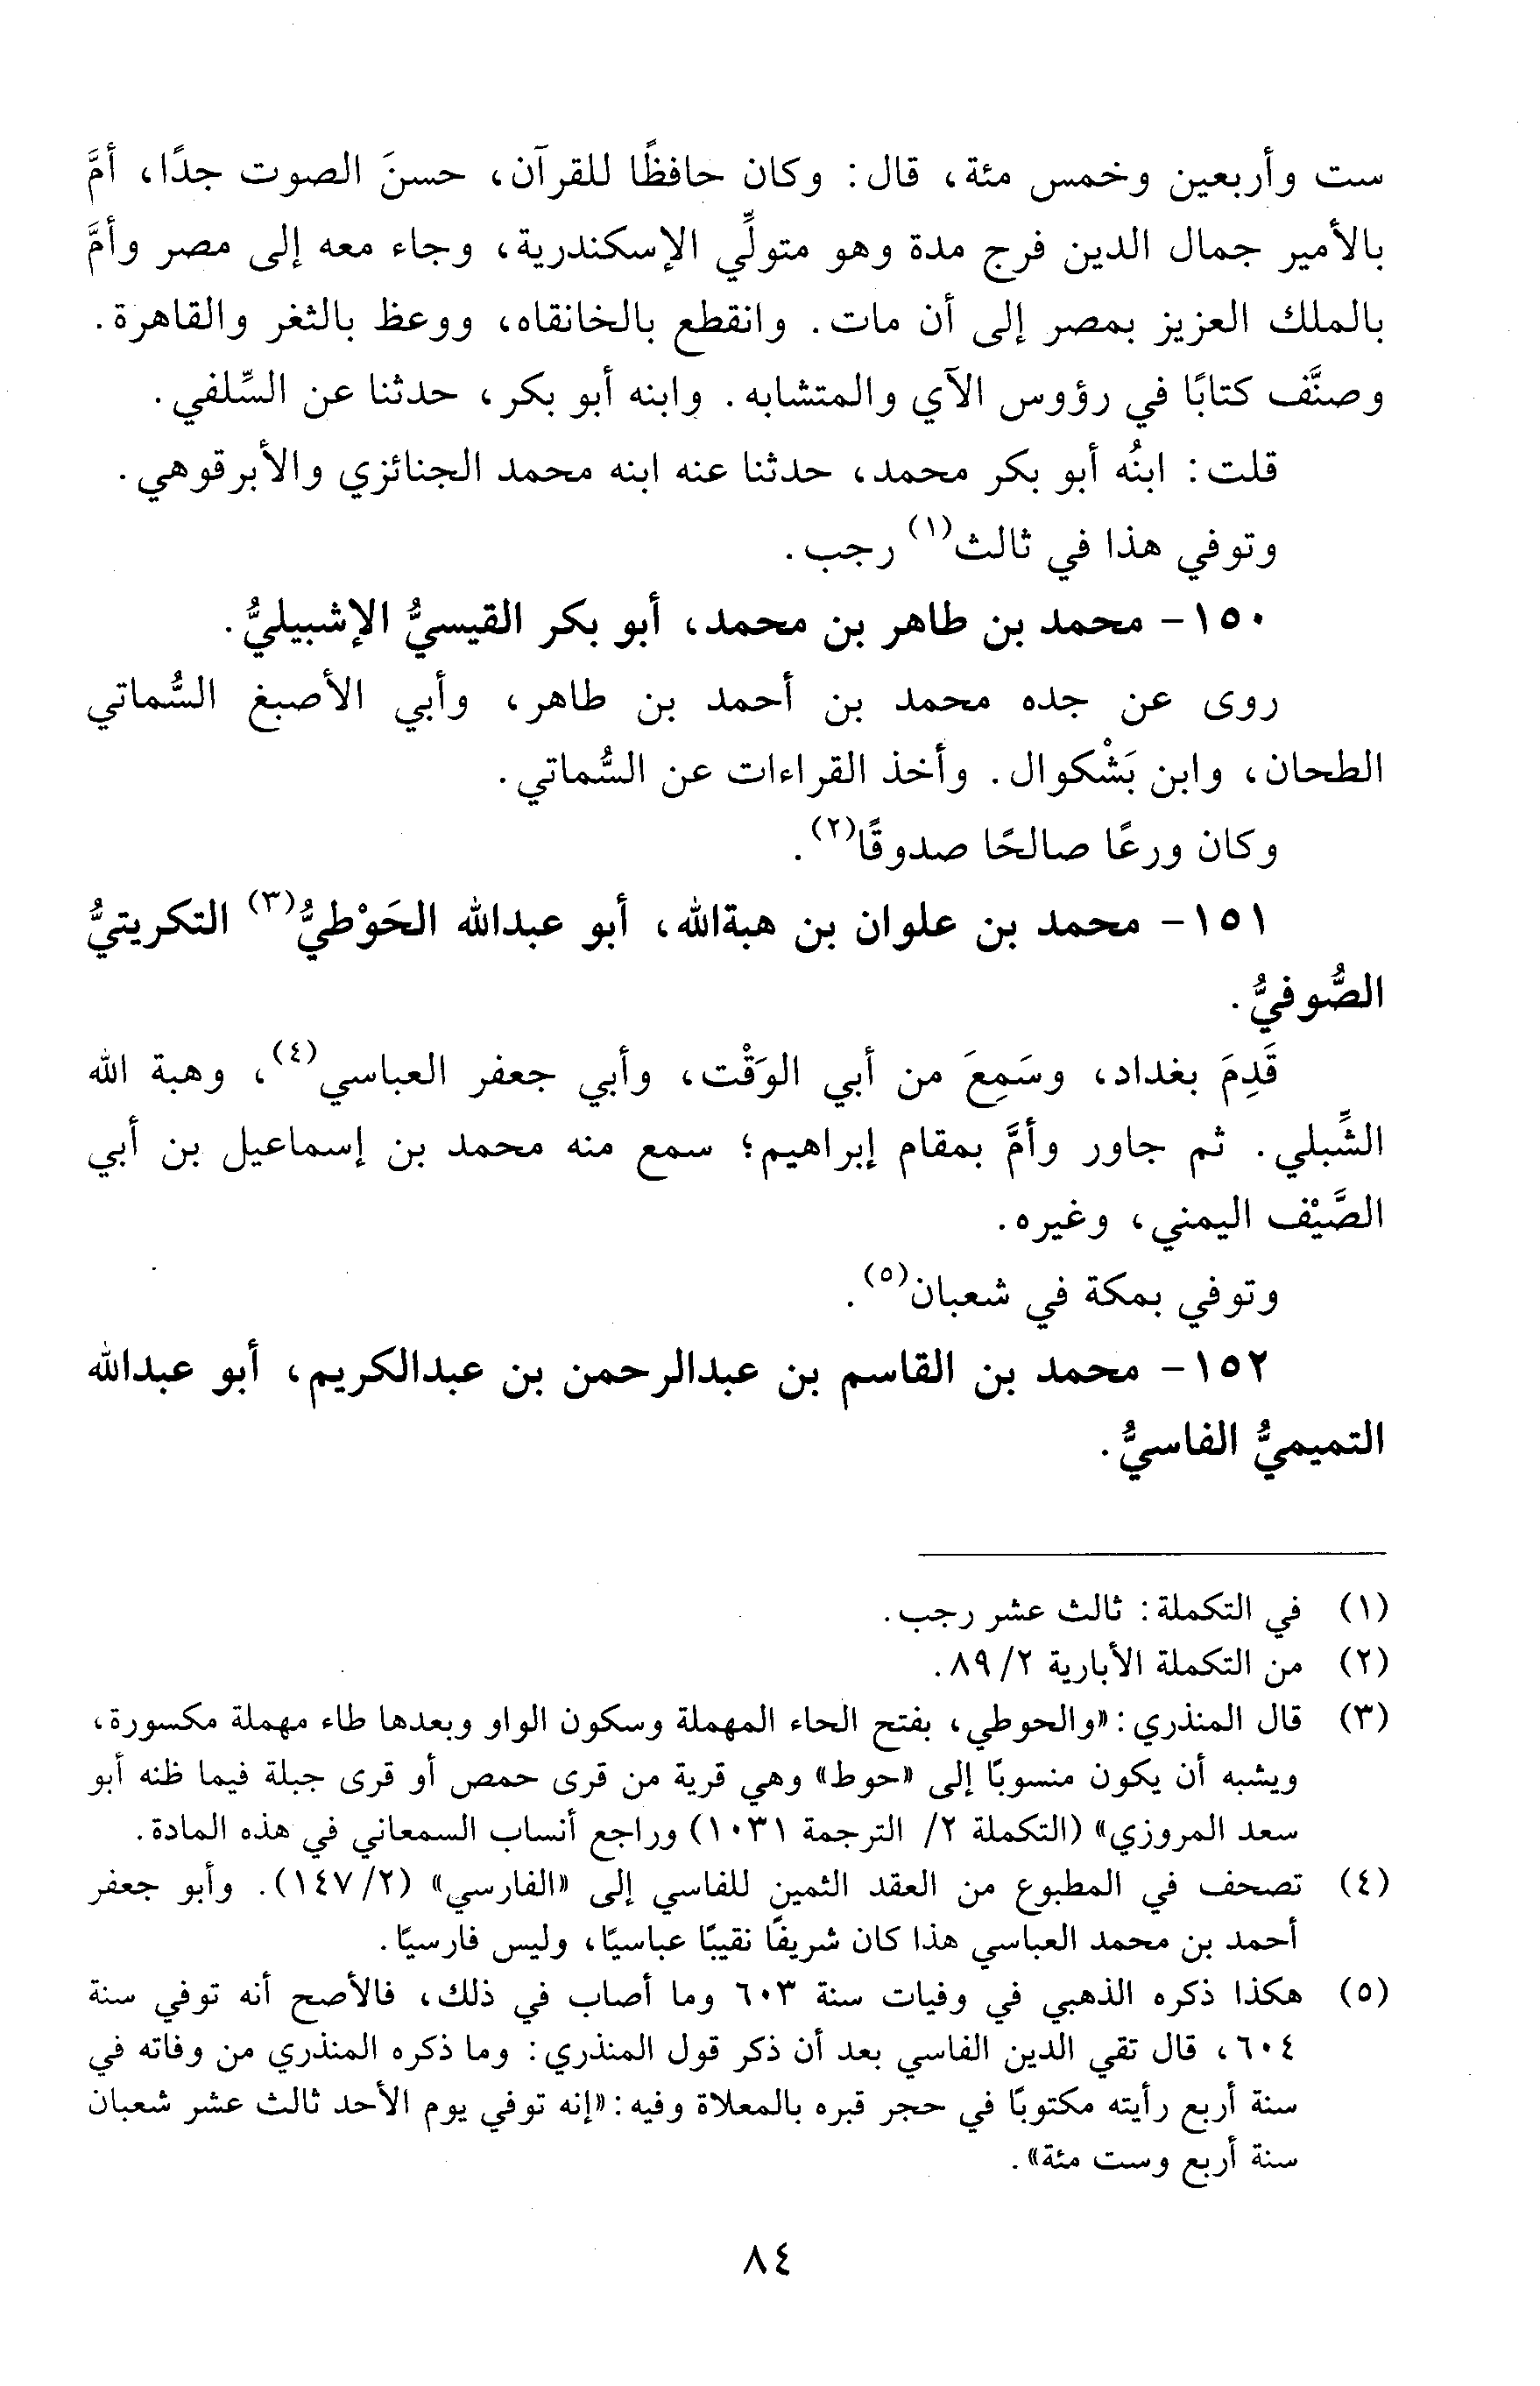 ست وأربعين وخمس مئة، قال: وكان حافظًا للقرآن، حسنَ الصوت جدًا، أمَّ
بالأمير جمال الدين فرج مدة وهو متولِّي الإسكندرية، وجاء معه إلى مصر وأمَّ
بالملك العزيز بمصر إلى أن مات. وانقطع بالخانقاه، ووعظ بالثغر والقاهرة.
وصنَّف كتابًا في رؤوس الآي والمتشابه. وابنه أبو بكر، حدثنا عن السِّلفي.
قلت: ابنُه أبو بكر محمد، حدثنا عنه ابنه محمد الجنائزي والأبرقوهي.
وتوفي هذا في ثالث(١) رجب.
١٥٠- محمد بن طاهر بن محمد، أبو بكر القيسيُّ الإشبيليُّ.
روى عن جده محمد بن أحمد بن طاهر، وأبي الأصبغ السُّماتي
الطحان، وابن بَشْكوال. وأخذ القراءات عن السُّماتي.
وكان ورعًا صالحًا صدوقًا(٢).
١٥١- محمد بن علوان بن هبةالله، أبو عبدالله الحَوْطيُّ(٣) التكريتيُّ
الصُّوفيُّ.
قَدِمَ بغداد، وسَمِعَ من أبي الوَقْت، وأبي جعفر العباسي(٤)، وهبة الله
الشِّبلي. ثم جاور وأمَّ بمقام إبراهيم؛ سمع منه محمد بن إسماعيل بن أبي
الصَّيْف اليمني، وغيره.
وتوفي بمكة في شعبان(٥).
١٥٢- محمد بن القاسم بن عبدالرحمن بن عبدالكريم، أبو عبدالله
التميميُّ الفاسيُّ.
(١) في التكملة: ثالث عشر رجب.
(٢) من التكملة الأبارية ٢/ ٨٩.
(٣) قال المنذري: «والحوطي، بفتح الحاء المهملة وسكون الواو وبعدها طاء مهملة مكسورة،
ويشبه أن يكون منسوبًا إلى «حوط» وهي قرية من قرى حمص أو قرى جبلة فيما ظنه أبو
سعد المروزي» (التكملة ٢/ الترجمة ١٠٣١) وراجع أنساب السمعاني في هذه المادة.
(٤) تصحف في المطبوع من العقد الثمين للفاسي إلى «الفارسي» (٢/ ١٤٧). وأبو جعفر
أحمد بن محمد العباسي هذا كان شريفًا نقيبًا عباسيًا، وليس فارسيًا.
(٥) هكذا ذكره الذهبي في وفيات سنة ٦٠٣ وما أصاب في ذلك، فالأصح أنه توفي سنة
٦٠٤، قال تقي الدين الفاسي بعد أن ذكر قول المنذري: وما ذكره المنذري من وفاته في
سنة أربع رأيته مكتوبًا في حجر قبره بالمعلاة وفيه: «إنه توفي يوم الأحد ثالث عشر شعبان
سنة أربع وست مئة».
٨٤